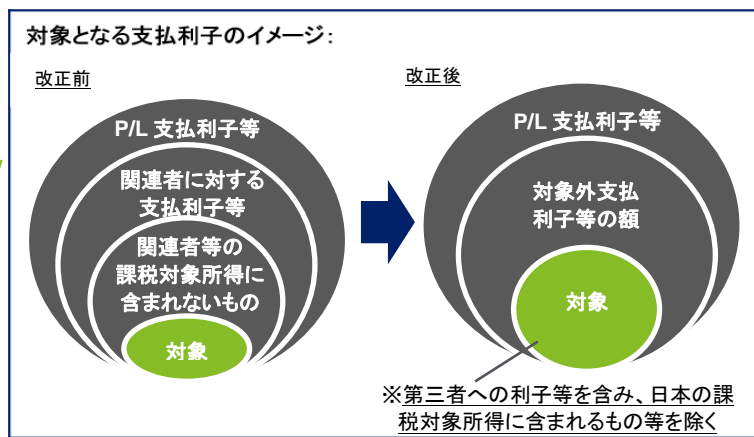 対象となる支払利子のイメージ：
改正前
P/L 支払利子等
関連者に対する
支払利子等
関連者等の
課税対象所得に
含まれないもの
対象
改正後
P/L 支払利子等
対象外支払
利子等の額
対象
※第三者への利子等を含み、日本の課
税対象所得に含まれるもの等を除く